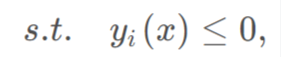 s.t. y_i(x) ≤ 0,